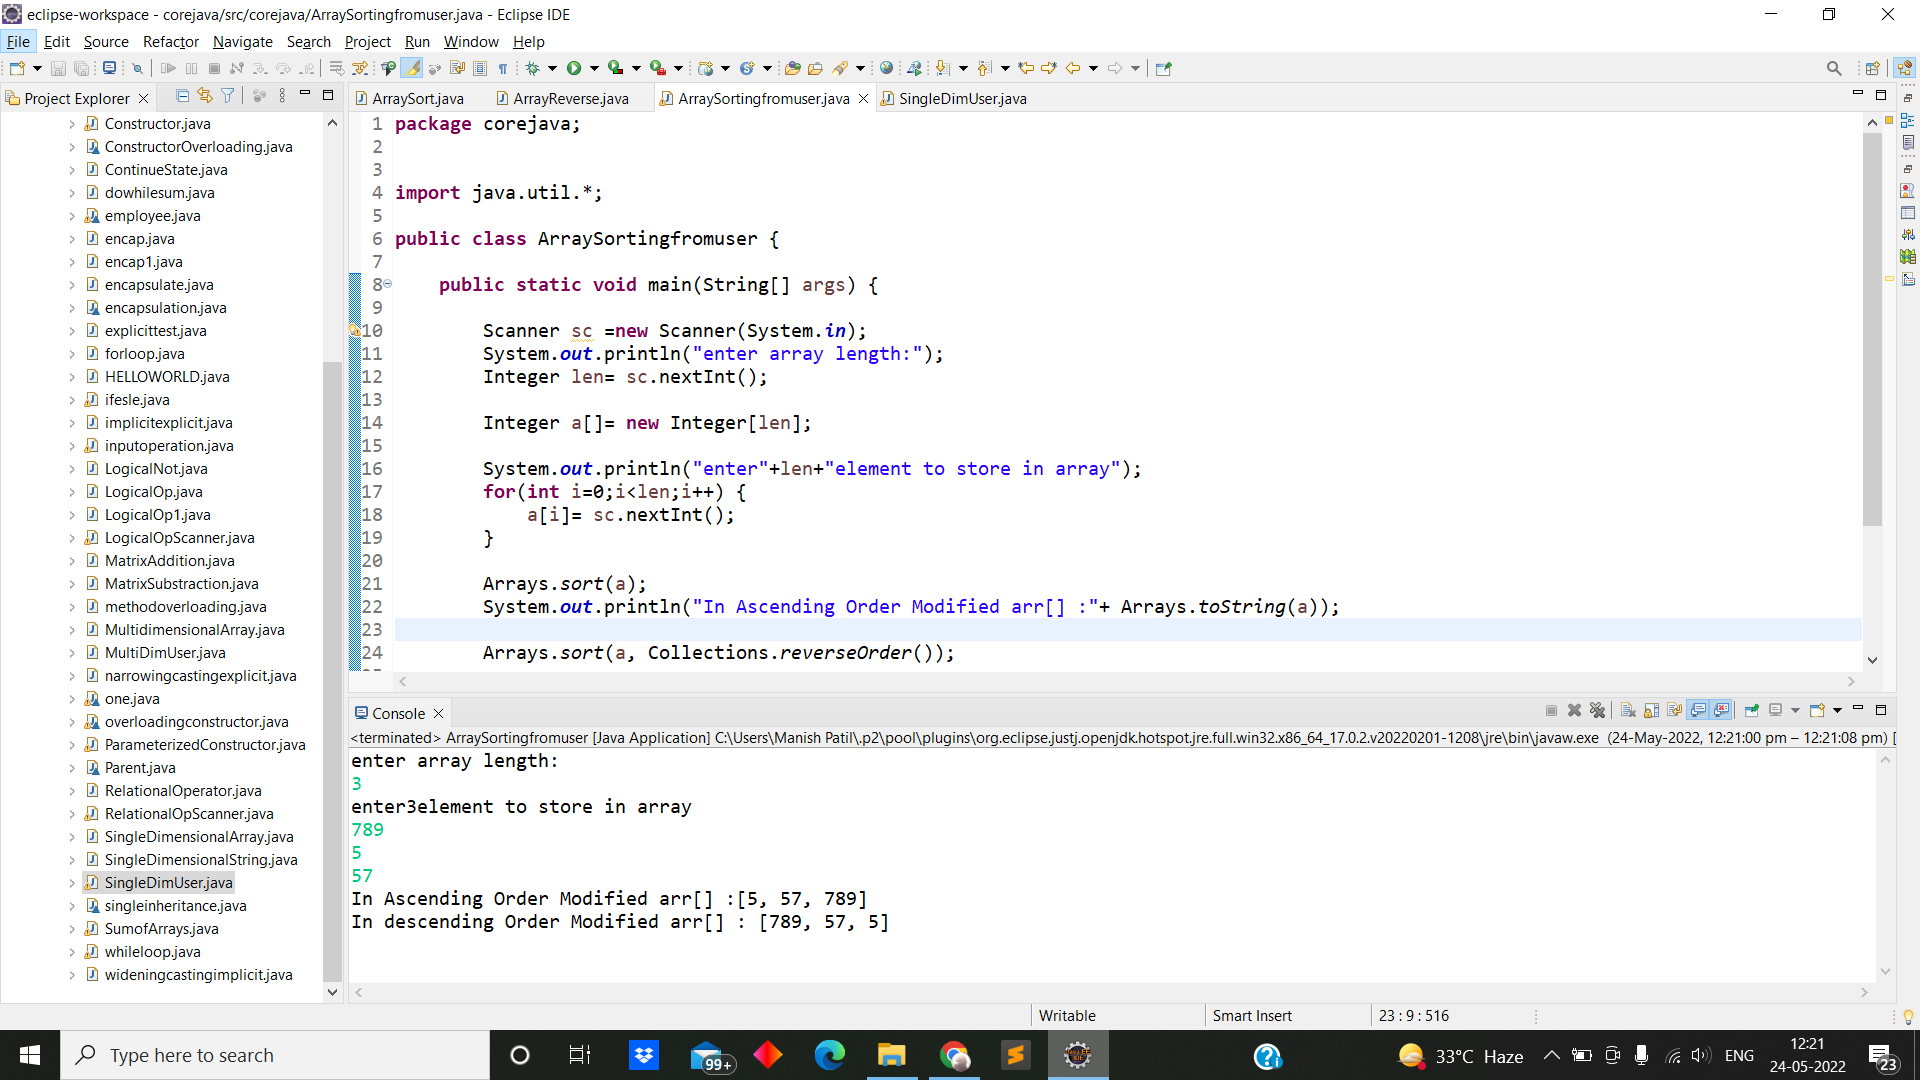 eclipse-workspace - corejava/src/corejava/ArraySortingfromuser.java - Eclipse IDE
File Edit Source Refactor Navigate Search Project Run Window Help
Project Explorer
ArraySort.java ArrayReverse.java ArraySortingfromuser.java SingleDimUser.java
Constructor.java
ConstructorOverloading.java
ContinueState.java
dowhilesum.java
employee.java
encap.java
encap1.java
encapsulate.java
encapsulation.java
explicittest.java
forloop.java
HELLOWORLD.java
ifesle.java
implicitexplicit.java
inputoperation.java
LogicalNot.java
LogicalOp.java
LogicalOp1.java
LogicalOpScanner.java
MatrixAddition.java
MatrixSubstraction.java
methodoverloading.java
MultidimensionalArray.java
MultiDimUser.java
narrowingcastingexplicit.java
one.java
overloadingconstructor.java
ParameterizedConstructor.java
Parent.java
RelationalOperator.java
RelationalOpScanner.java
SingleDimensionalArray.java
SingleDimensionalString.java
SingleDimUser.java
singleinheritance.java
SumofArrays.java
whileloop.java
wideningcastingimplicit.java
1 package corejava;
2
3
4 import java.util.*;
5
6 public class ArraySortingfromuser {
7
8 public static void main(String[] args) {
9
10 Scanner sc =new Scanner(System.in);
11 System.out.println("enter array length:");
12 Integer len= sc.nextInt();
13
14 Integer a[]= new Integer[len];
15
16 System.out.println("enter"+len+"element to store in array");
17 for(int i=0;i<len;i++) {
18 a[i]= sc.nextInt();
19 }
20
21 Arrays.sort(a);
22 System.out.println("In Ascending Order Modified arr[] :"+ Arrays.toString(a));
23
24 Arrays.sort(a, Collections.reverseOrder());
Console
<terminated> ArraySortingfromuser [Java Application] C:\Users\Manish Patil\.p2\pool\plugins\org.eclipse.justj.openjdk.hotspot.jre.full.win32.x86_64_17.0.2.v20220201-1208\jre\bin\javaw.exe (24-May-2022, 12:21:00 pm – 12:21:08 pm) [
enter array length:
3
enter3element to store in array
789
5
57
In Ascending Order Modified arr[] :[5, 57, 789]
In descending Order Modified arr[] : [789, 57, 5]
Writable Smart Insert 23 : 9 : 516
Type here to search
99+
33°C Haze
ENG
12:21
24-05-2022
23